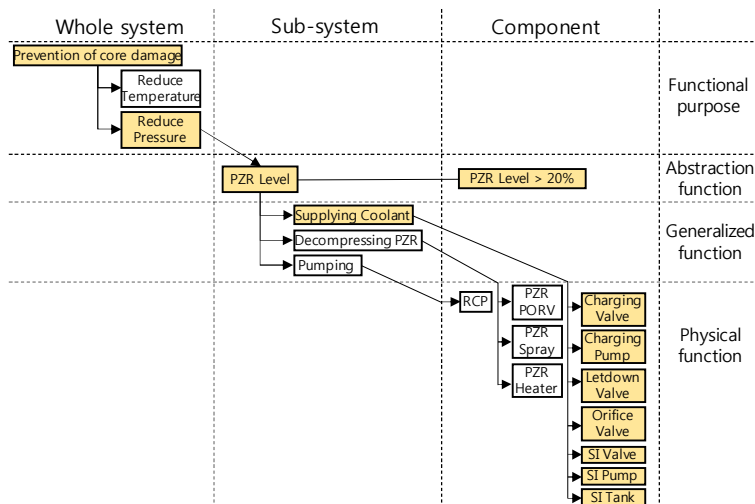 Whole system
Sub-system
Component
Prevention of core damage
Reduce
Temperature
Reduce
Pressure
Functional
purpose
PZR Level
PZR Level > 20%
Abstraction
function
Supplying Coolant
Decompressing PZR
Pumping
Generalized
function
RCP
PZR
PORV
PZR
Spray
PZR
Heater
Charging
Valve
Charging
Pump
Letdown
Valve
Orifice
Valve
SI Valve
SI Pump
SI Tank
Physical
function